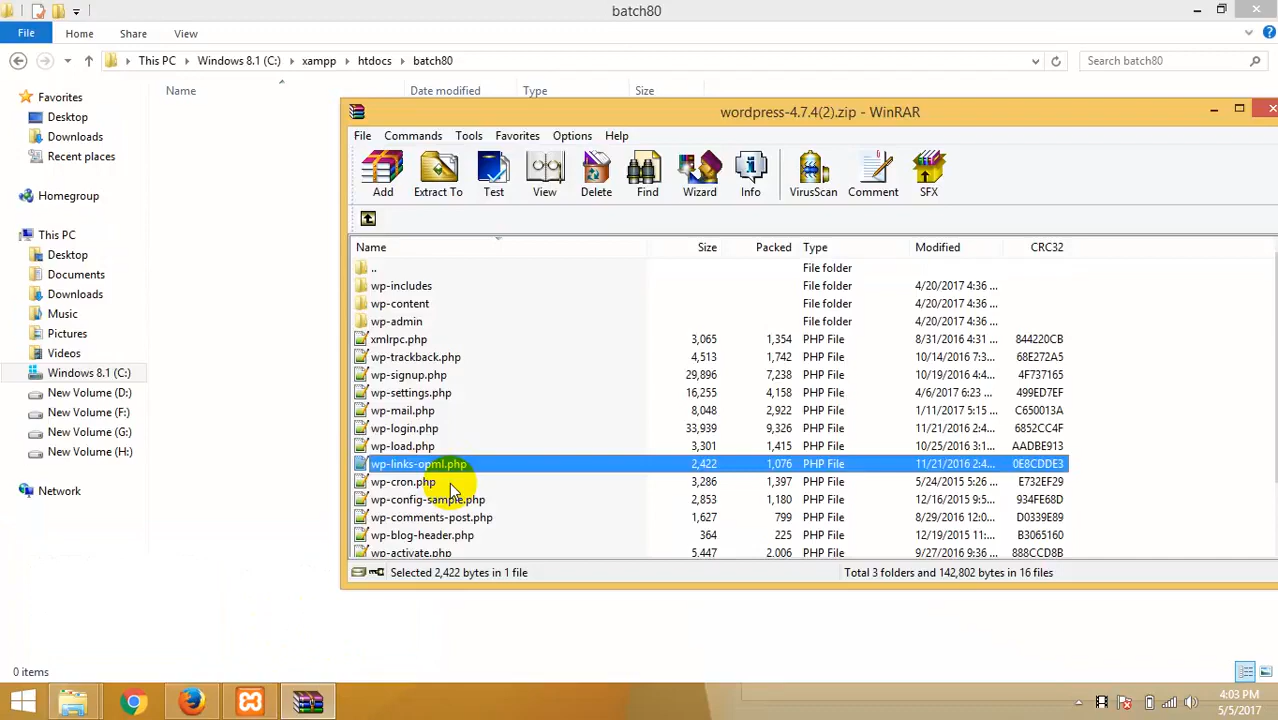 batch80
File Home Share View
This PC Windows 8.1 (C:) xampp htdocs batch80
Search batch80
Name Date modified Type Size
Favorites
Desktop
Downloads
Recent places
Homegroup
This PC
Desktop
Documents
Downloads
Music
Pictures
Videos
Windows 8.1 (C:)
New Volume (D:)
New Volume (F:)
New Volume (G:)
New Volume (H:)
Network
0 items
wordpress-4.7.4(2).zip - WinRAR
File Commands Tools Favorites Options Help
Add Extract To Test View Delete Find Wizard Info VirusScan Comment SFX
Name Size Packed Type Modified CRC32
.. File folder
wp-includes File folder 4/20/2017 4:36 ...
wp-content File folder 4/20/2017 4:36 ...
wp-admin File folder 4/20/2017 4:36 ...
xmlrpc.php 3,065 1,354 PHP File 8/31/2016 4:31 ... 844220CB
wp-trackback.php 4,513 1,742 PHP File 10/14/2016 7:3... 68E272A5
wp-signup.php 29,896 7,238 PHP File 10/19/2016 4:4... 4F737165
wp-settings.php 16,255 4,158 PHP File 4/6/2017 6:23 ... 499ED7EF
wp-mail.php 8,048 2,922 PHP File 1/11/2017 5:15 ... C650013A
wp-login.php 33,939 9,326 PHP File 11/21/2016 2:4... 6852CC4F
wp-load.php 3,301 1,415 PHP File 10/25/2016 3:1... AADBE913
wp-links-opml.php 2,422 1,076 PHP File 11/21/2016 2:4... 0E8CDDE3
wp-cron.php 3,286 1,397 PHP File 5/24/2015 5:26 ... E732EF29
wp-config-sample.php 2,853 1,180 PHP File 12/16/2015 9:5... 934FE68D
wp-comments-post.php 1,627 799 PHP File 8/29/2016 12:0... D0339E89
wp-blog-header.php 364 225 PHP File 12/19/2015 11:... B3065160
wp-activate.php 5,447 2,006 PHP File 9/27/2016 9:36 ... 888CCD8B
Selected 2,422 bytes in 1 file
Total 3 folders and 142,802 bytes in 16 files
4:03 PM
5/5/2017